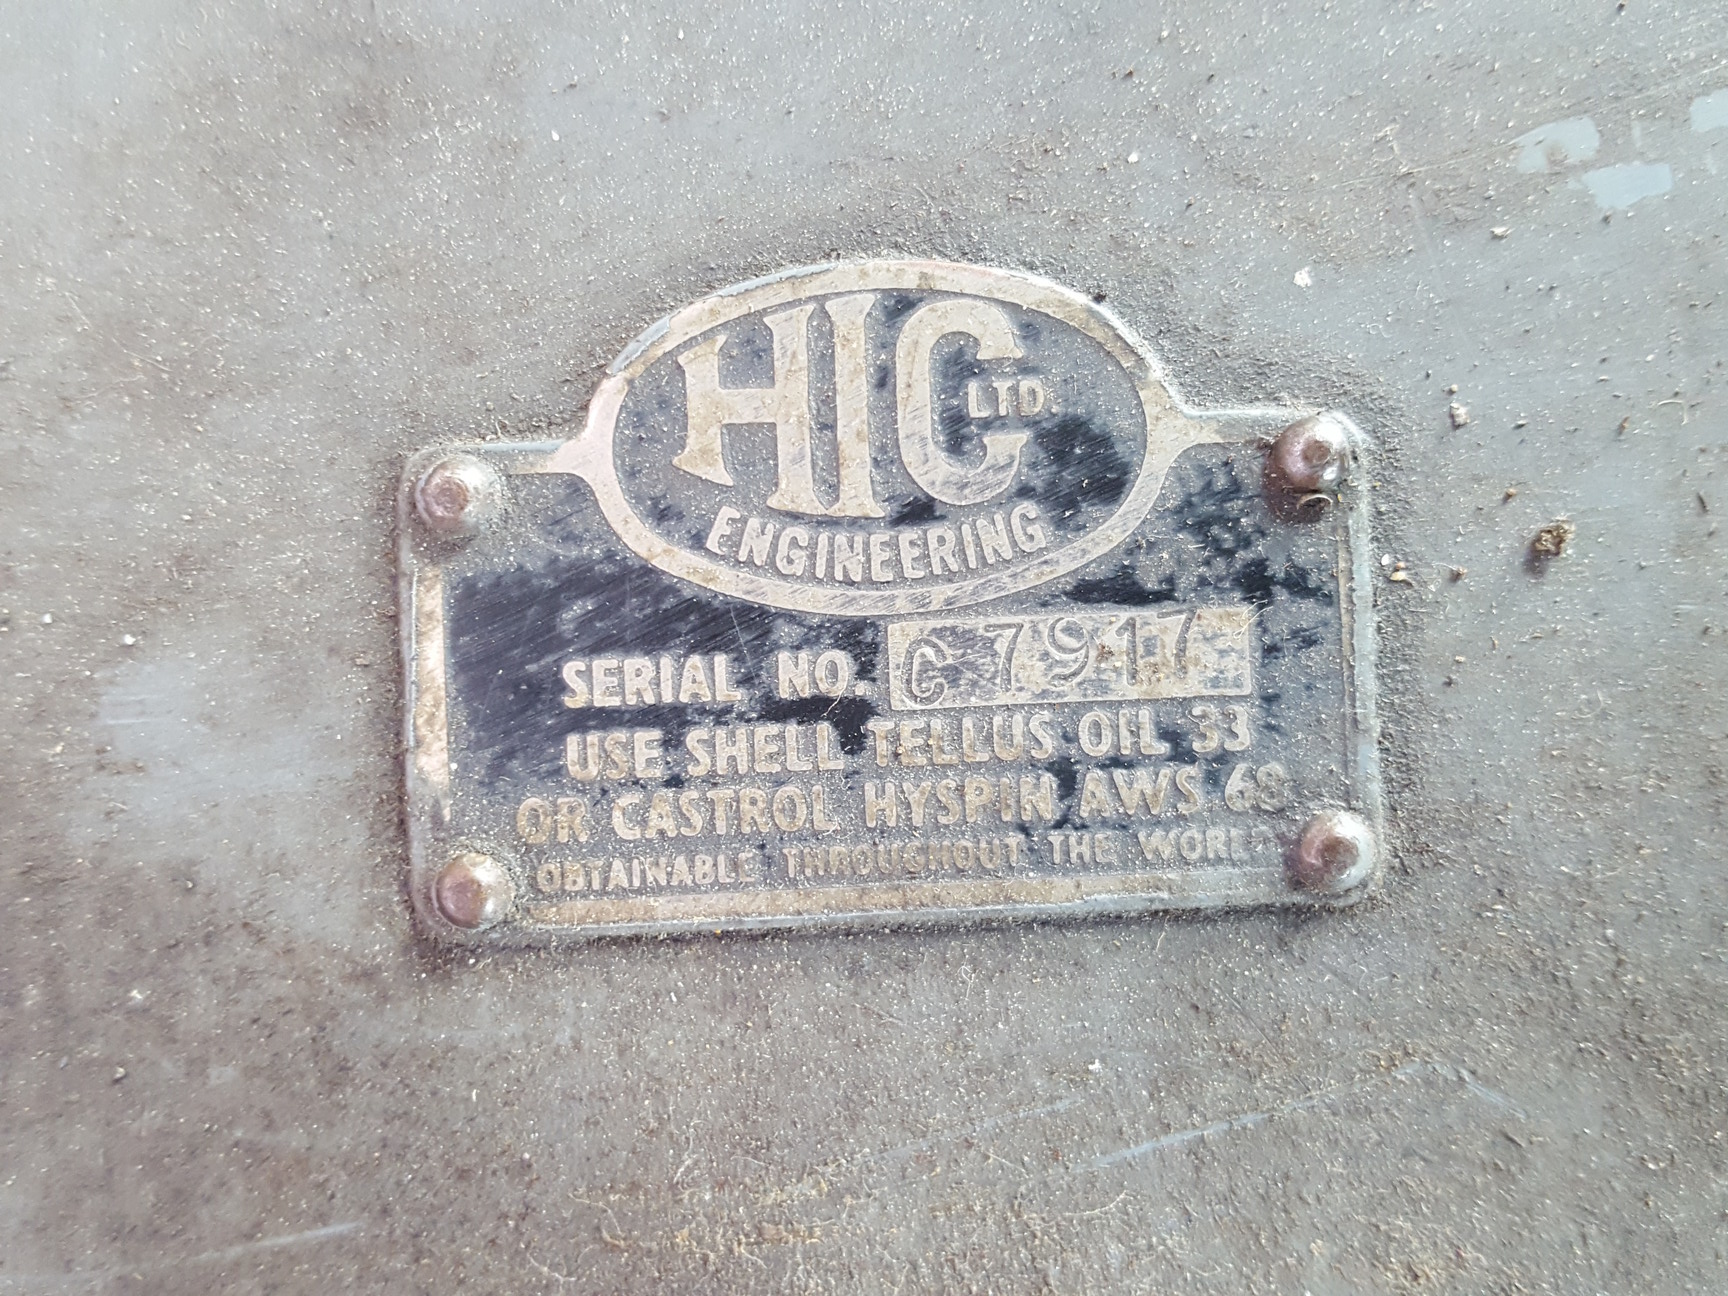 HIC LTD.
ENGINEERING
SERIAL NO. C 7917
USE SHELL TELLUS OIL 33
OR CASTROL HYSPIN AWS 68
OBTAINABLE THROUGHOUT THE WORLD